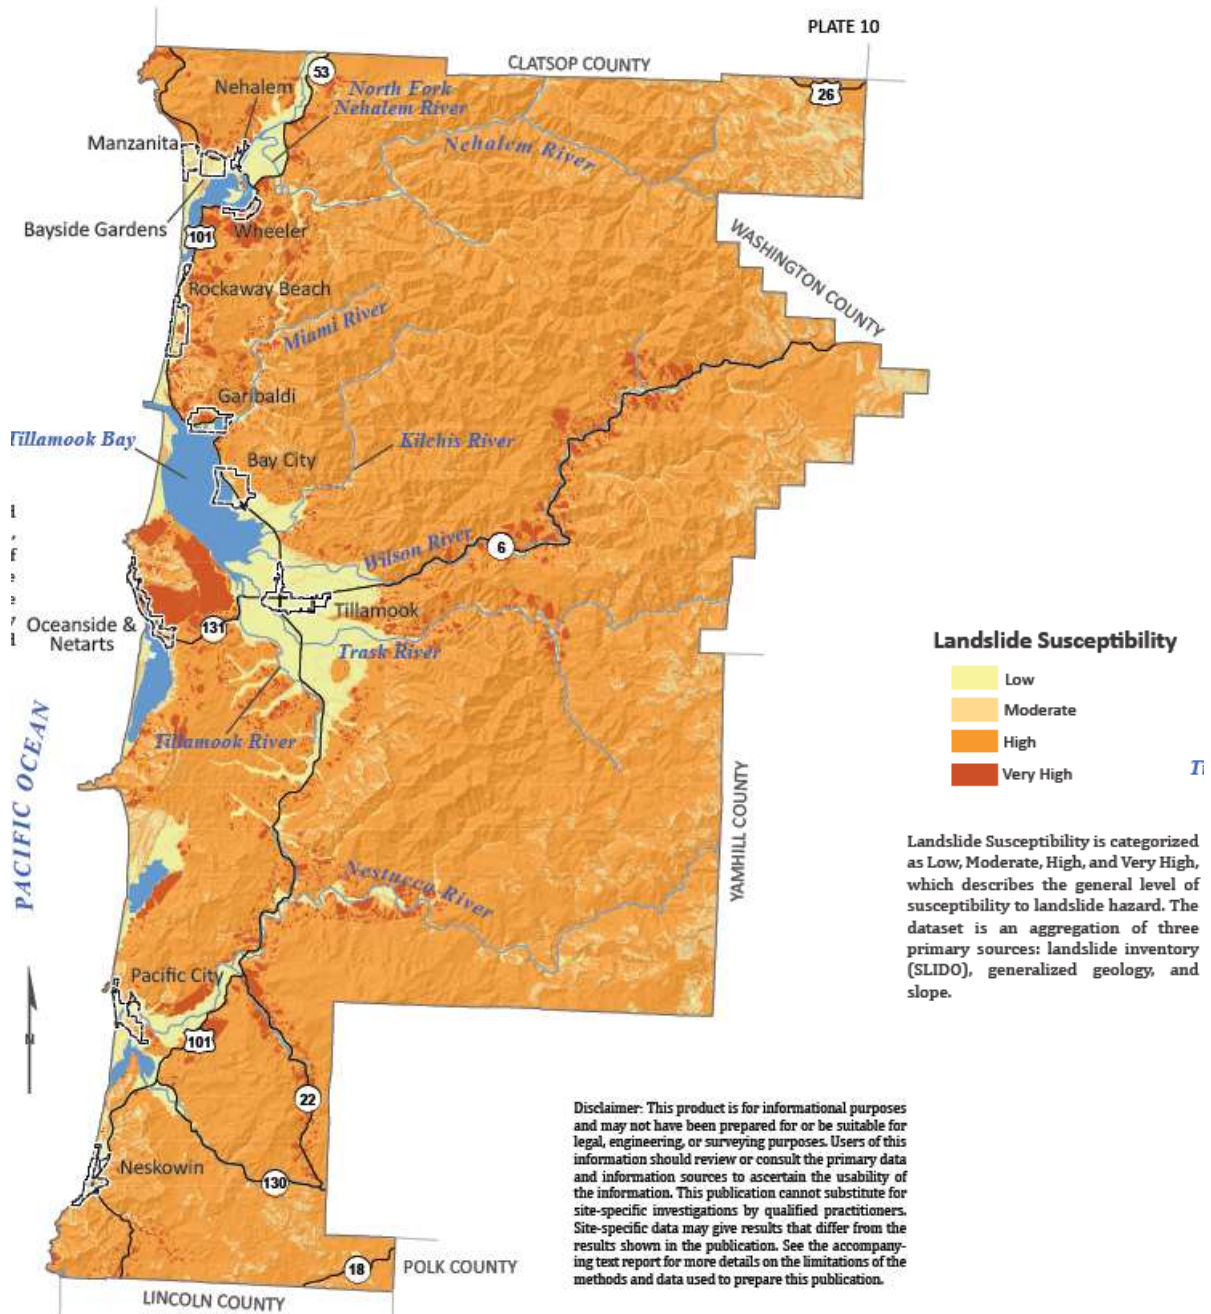 PLATE 10
CLATSOP COUNTY
53
26
Nehalem
North Fork
Nehalem River
Manzanita
Nehalem River
Bayside Gardens
101
Wheeler
WASHINGTON COUNTY
Rockaway Beach
Miami River
Garibaldi
Tillamook Bay
Kilchis River
Bay City
Wilson River
6
Tillamook
Oceanside &
Netarts
131
Trask River
Tillamook River
PACIFIC OCEAN
YAMHILL COUNTY
Nestucca River
Pacific City
101
N
22
Neskowin
130
18
POLK COUNTY
LINCOLN COUNTY
Landslide Susceptibility
Low
Moderate
High
Very High
Landslide Susceptibility is categorized
as Low, Moderate, High, and Very High,
which describes the general level of
susceptibility to landslide hazard. The
dataset is an aggregation of three
primary sources: landslide inventory
(SLIDO), generalized geology, and
slope.
Disclaimer: This product is for informational purposes
and may not have been prepared for or be suitable for
legal, engineering, or surveying purposes. Users of this
information should review or consult the primary data
and information sources to ascertain the usability of
the information. This publication cannot substitute for
site-specific investigations by qualified practitioners.
Site-specific data may give results that differ from the
results shown in the publication. See the accompany-
ing text report for more details on the limitations of the
methods and data used to prepare this publication.